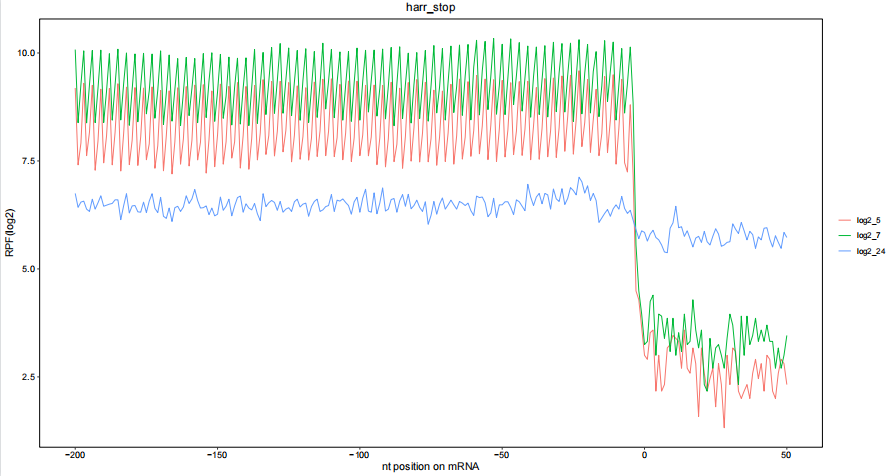 harr_stop
10.0
7.5
5.0
2.5
RPF(log2)
−200
−150
−100
−50
0
50
nt position on mRNA
log2_5
log2_7
log2_24